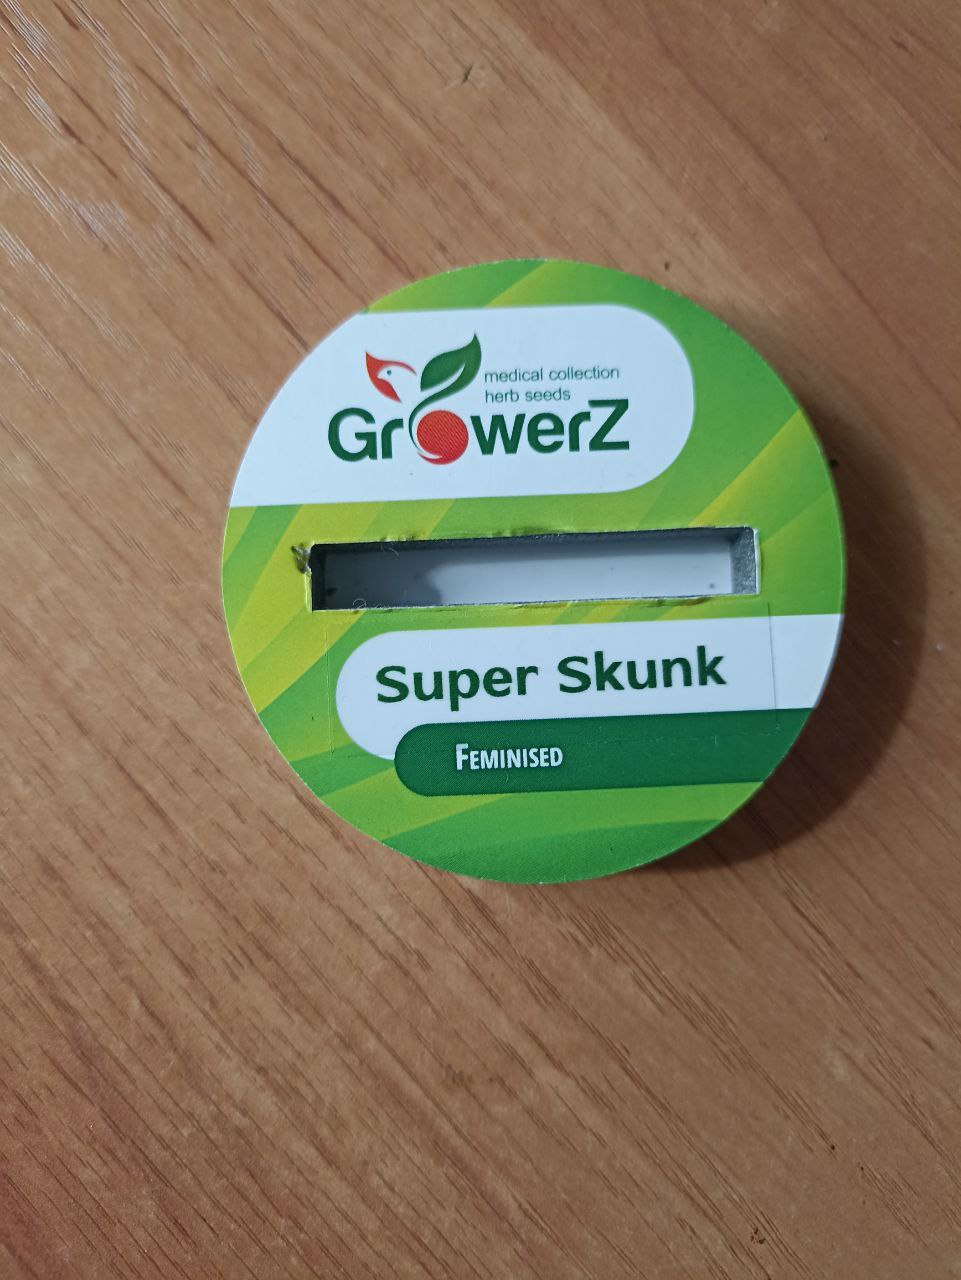 medical collection
herb seeds
GrowerZ
Super Skunk
Feminised